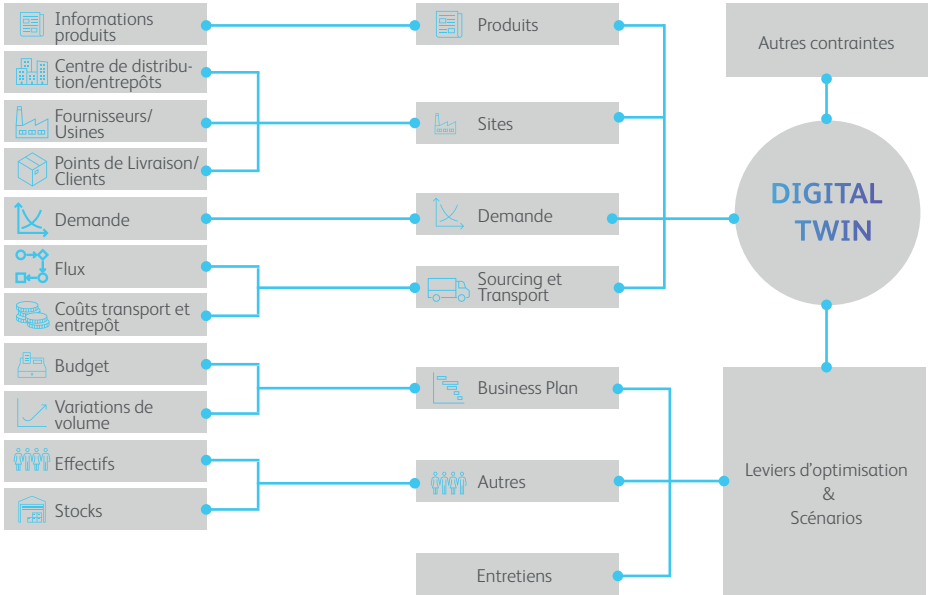 Informations
produits
Centre de distribu-
tion/entrepôts
Fournisseurs/
Usines
Points de Livraison/
Clients
Demande
Flux
Coûts transport et
entrepôt
Budget
Variations de
volume
Effectifs
Stocks
Produits
Sites
Demande
Sourcing et
Transport
Business Plan
Autres
Entretiens
Autres contraintes
DIGITAL
TWIN
Leviers d’optimisation
&
Scénarios